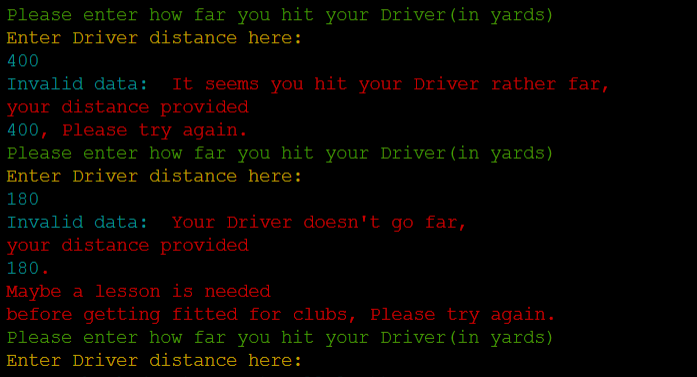 Please enter how far you hit your Driver(in yards)
Enter Driver distance here:
400
Invalid data:  It seems you hit your Driver rather far,
your distance provided
400, Please try again.
Please enter how far you hit your Driver(in yards)
Enter Driver distance here:
180
Invalid data:  Your Driver doesn't go far,
your distance provided
180.
Maybe a lesson is needed
before getting fitted for clubs, Please try again.
Please enter how far you hit your Driver(in yards)
Enter Driver distance here: